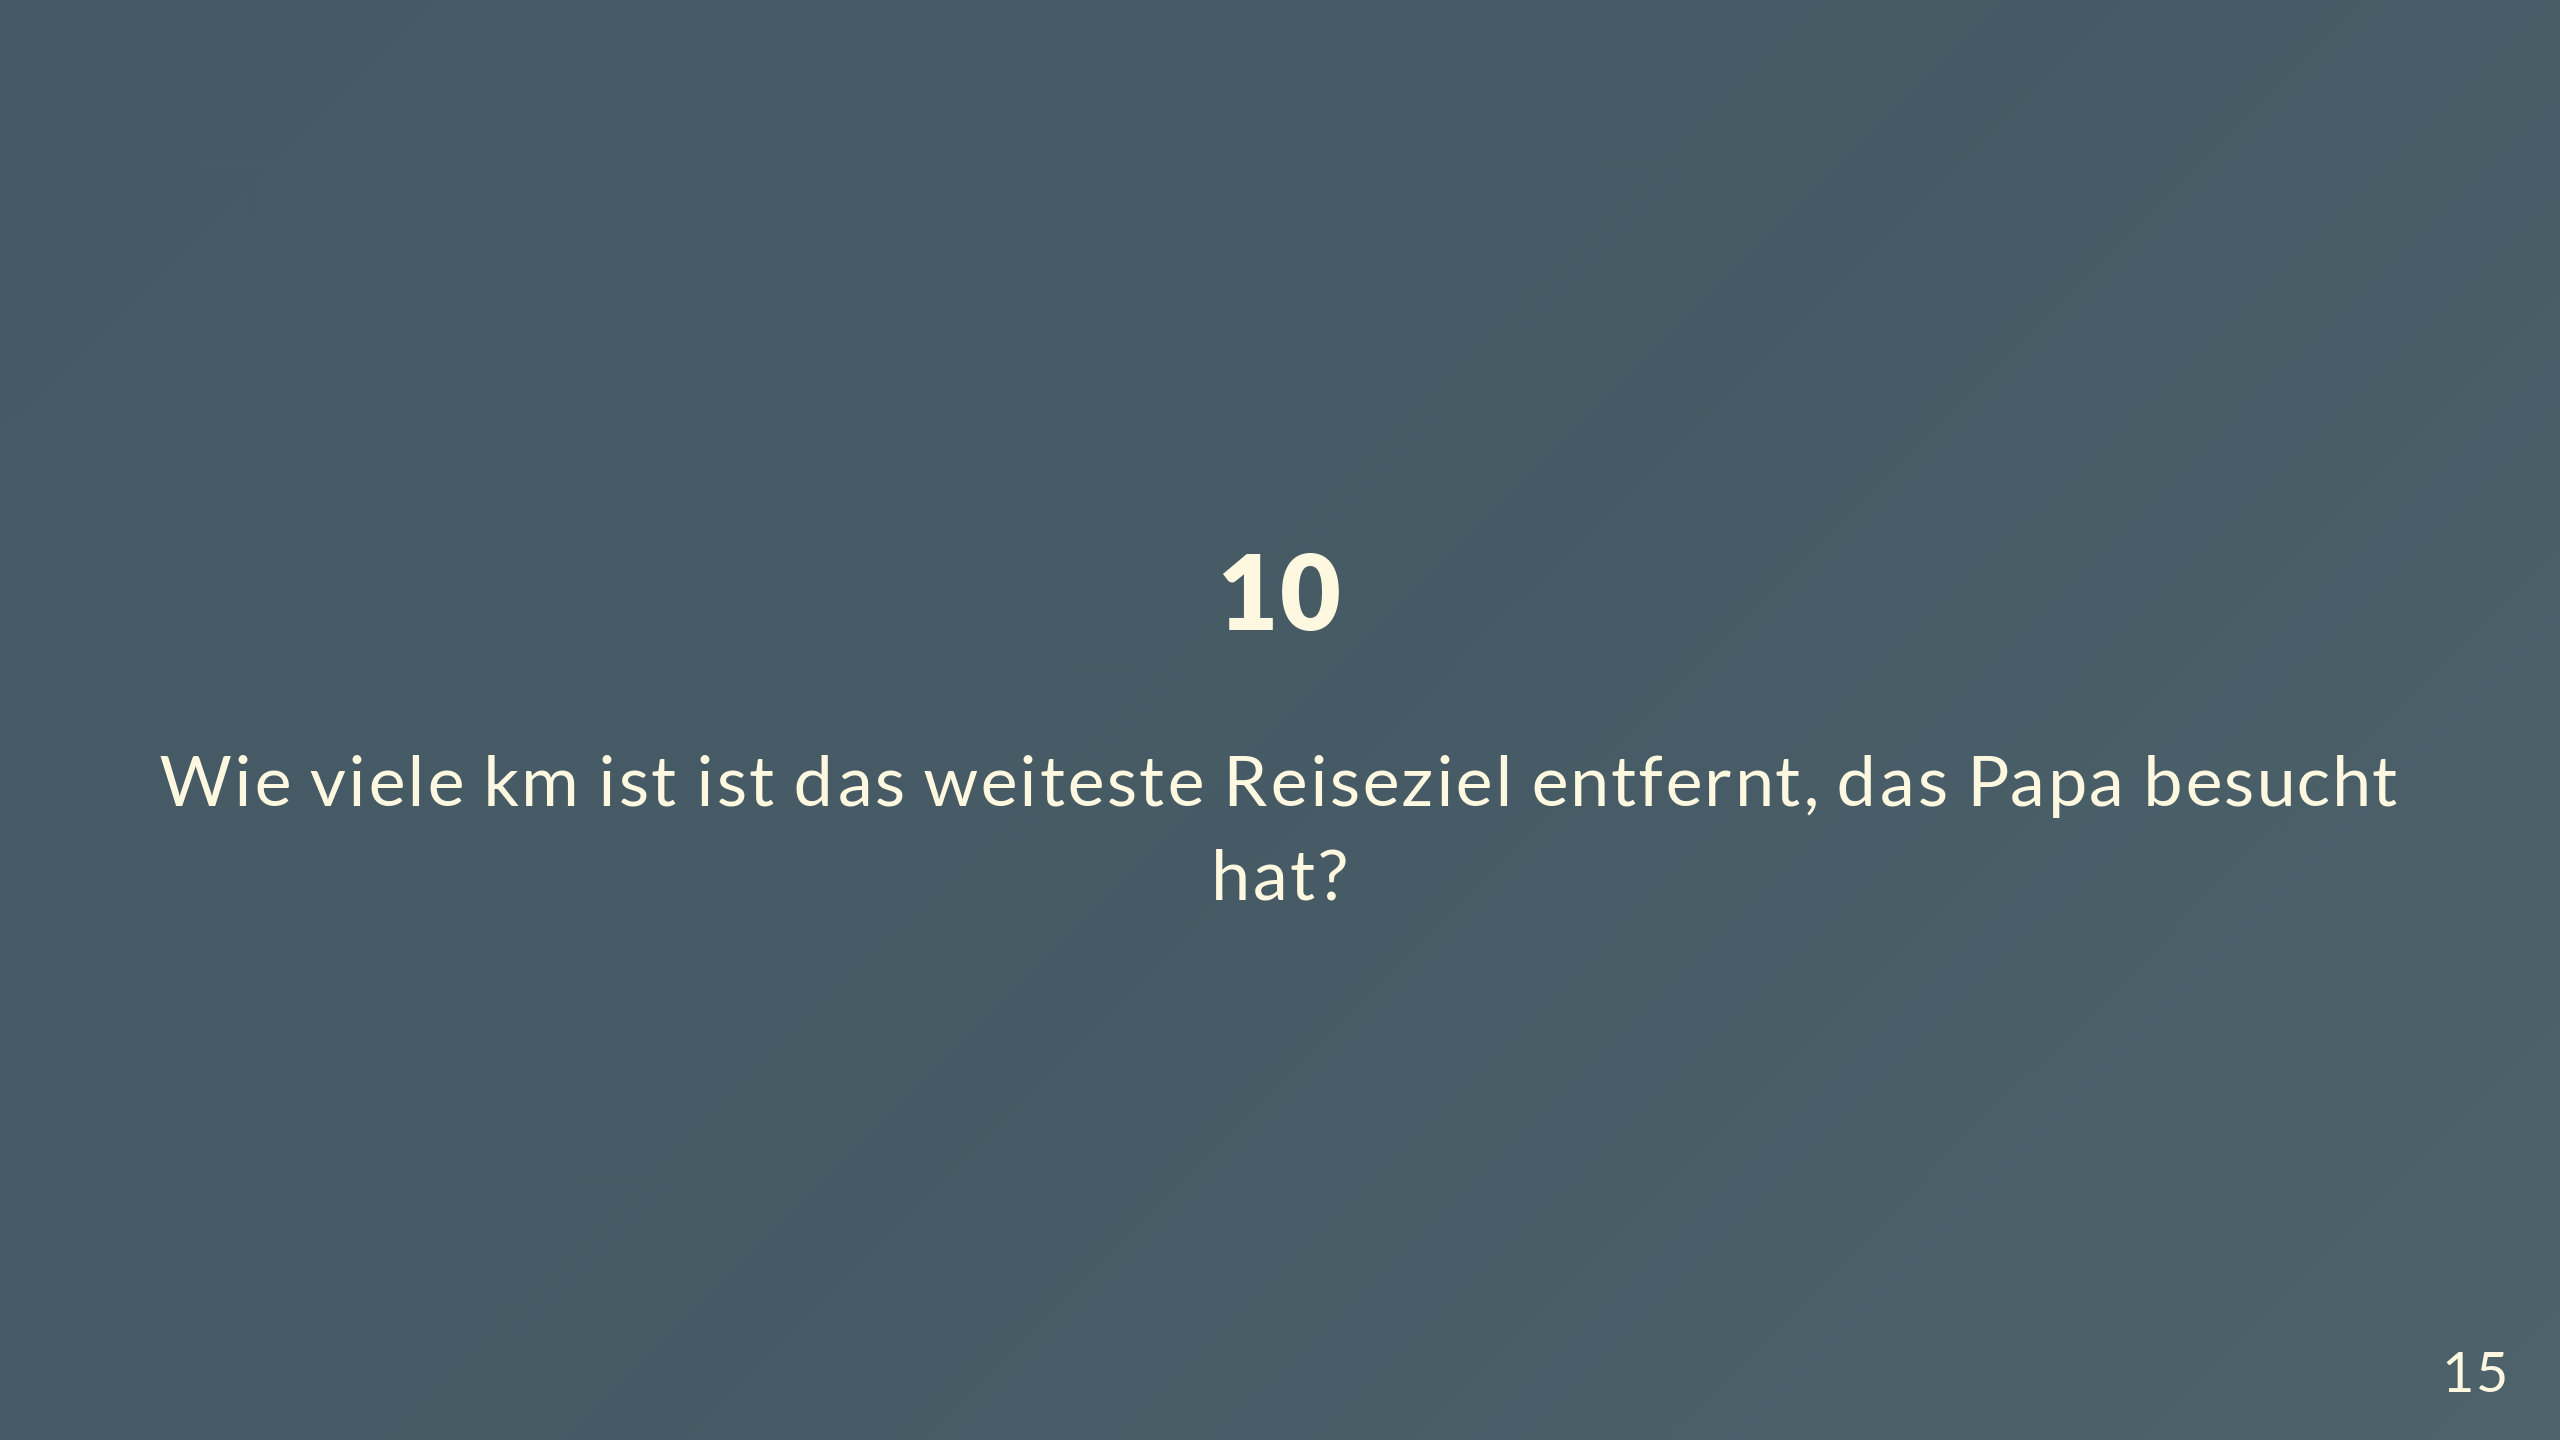 10
Wie viele km ist ist das weiteste Reiseziel entfernt, das Papa besucht
hat?
15